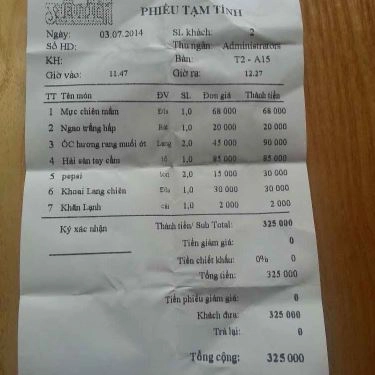 PHIẾU TẠM TÍNH
Ngày: 03.07.2014 SL khách: 2
Số HD: Thu ngân: Administrators
KH: Bàn: T2 - A15
Giờ vào: 11.47 Giờ ra: 12.27
TT Tên món ĐV SL Đơn giá Thành tiền
1 Mực chiên mắm Đĩa 1,0 68 000 68 000
2 Ngao trắng hấp Bát 1,0 20 000 20 000
3 ỐC hương rang muối ớt Lạng 2,0 45 000 90 000
4 Hải sản tay cầm 1,0 85 000 85 000
5 pepsi lon 2,0 15 000 30 000
6 Khoai Lang chiên Đĩa 1,0 30 000 30 000
7 Khăn Lạnh cái 1,0 2 000 2 000
Ký xác nhận Thành tiền/ Sub Total: 325 000
Tiền giảm giá: 0
Tiền chiết khấu: 0% 0
Tổng tiền: 325 000
Tiền phiếu giảm giá: 0
Khách đưa: 325 000
Trả lại: 0
Tổng cộng: 325 000